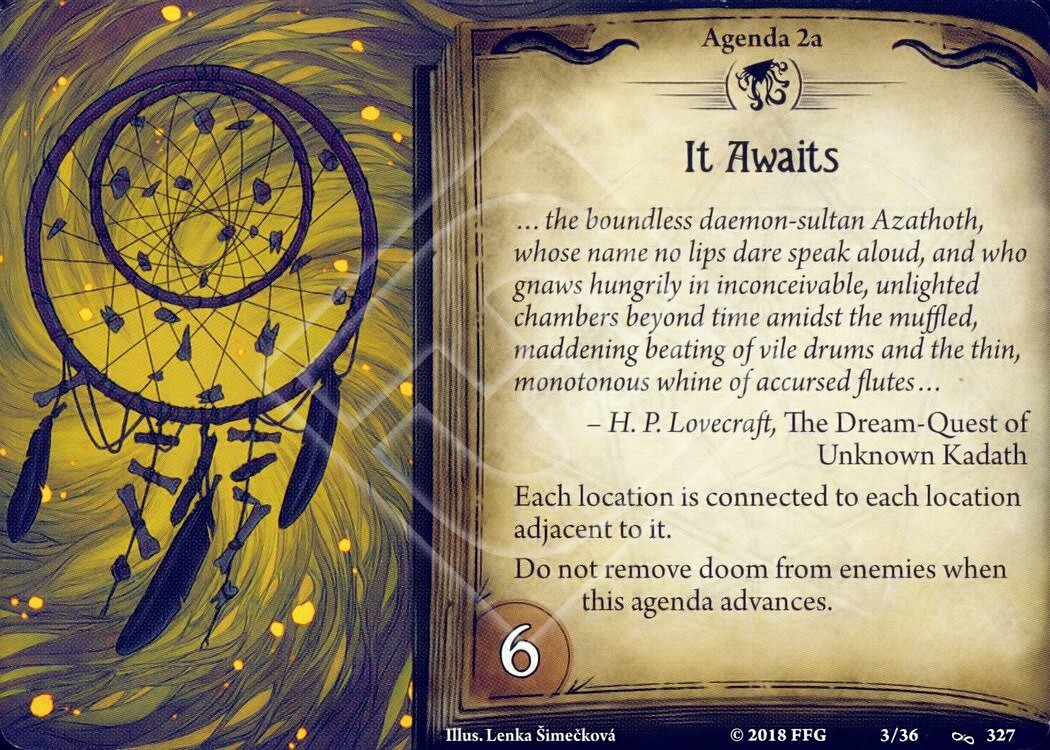 Agenda 2a
It Awaits
… the boundless daemon-sultan Azathoth,
whose name no lips dare speak aloud, and who
gnaws hungrily in inconceivable, unlighted
chambers beyond time amidst the muffled,
maddening beating of vile drums and the thin,
monotonous whine of accursed flutes…
– H. P. Lovecraft, The Dream-Quest of
Unknown Kadath
Each location is connected to each location
adjacent to it.
Do not remove doom from enemies when
this agenda advances.
6
Illus. Lenka Šimečková © 2018 FFG 3/36 327